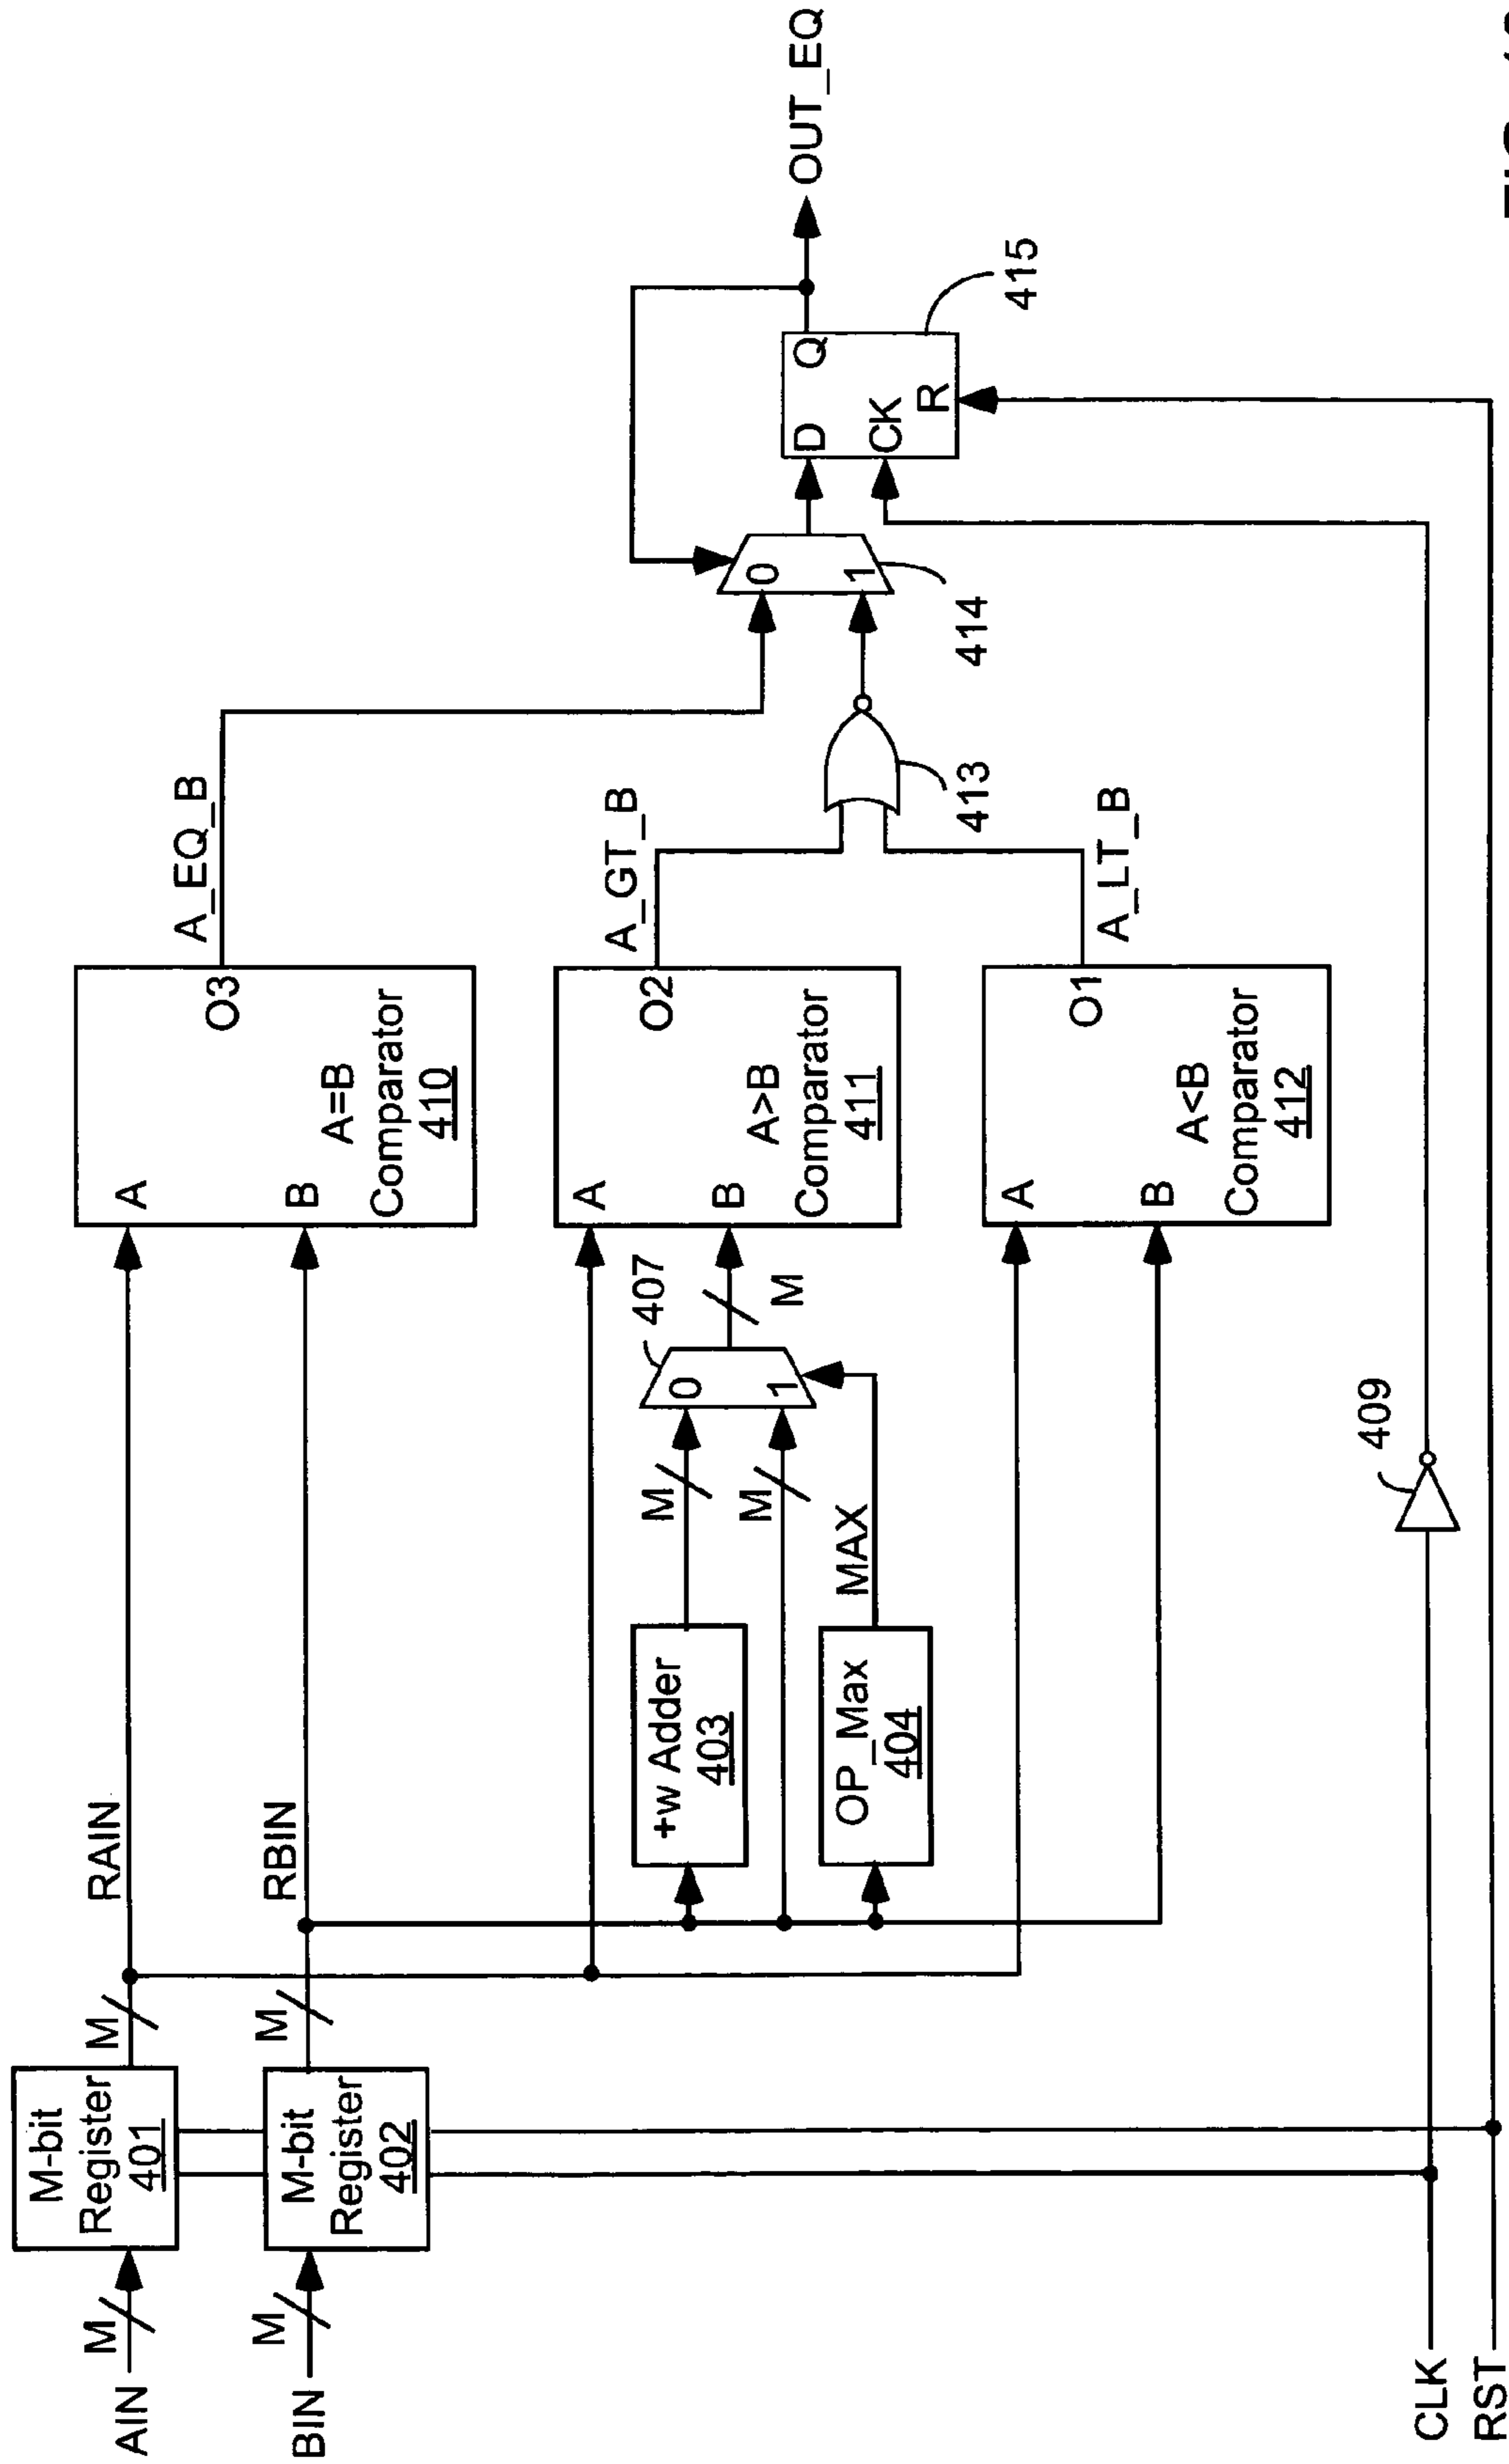 AIN
M
M-bit
Register
401
M
RAIN
BIN
M
M-bit
Register
402
M
RBIN
A
B
O3
A=B
Comparator
410
A_EQ_B
+w Adder
403
M
M
OP_Max
404
MAX
0
1
407
M
A
B
O2
A>B
Comparator
411
A_GT_B
A
B
O1
A<B
Comparator
412
A_LT_B
413
0
1
414
D
Q
CK
R
415
OUT_EQ
409
CLK
RST